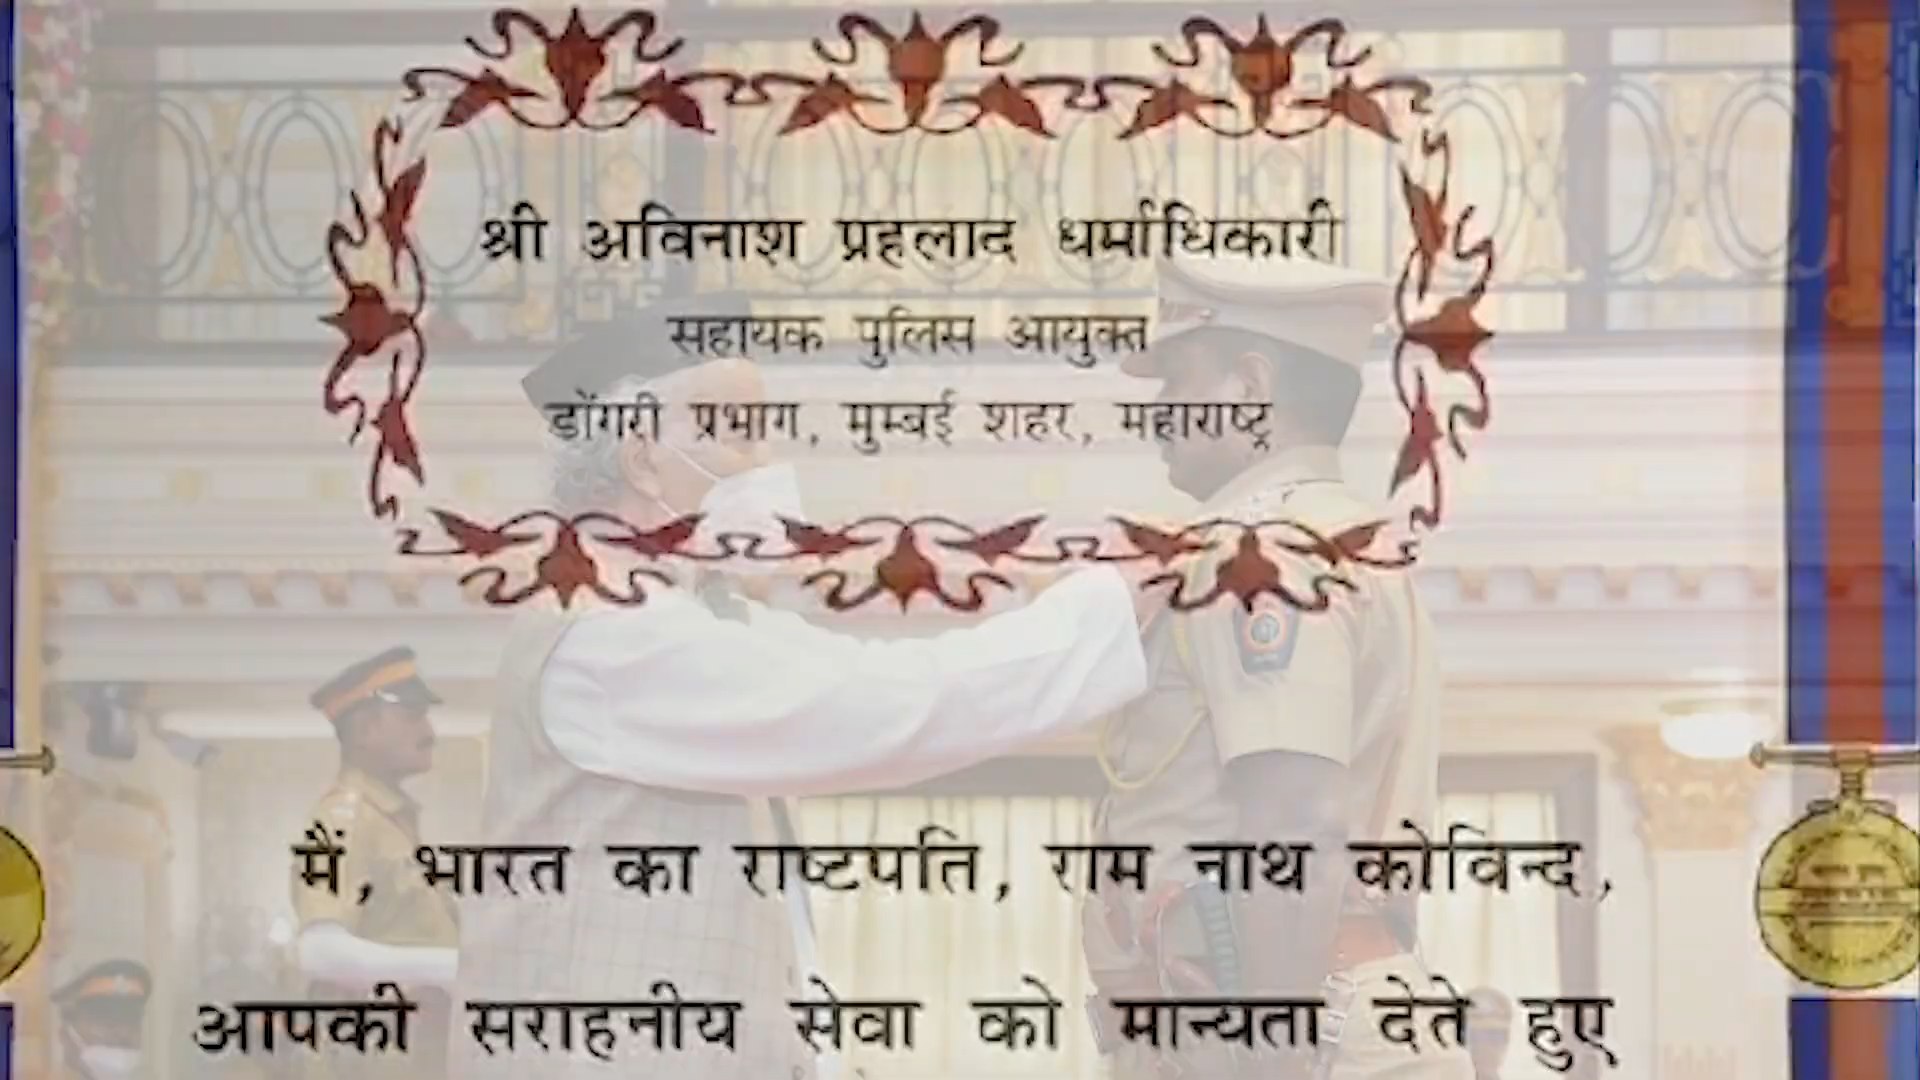 श्री अविनाश प्रहलाद धर्माधिकारी
सहायक पुलिस आयुक्त
डोंगरी प्रभाग, मुम्बई शहर, महाराष्ट्र
मैं, भारत का राष्टपति, राम नाथ कोविन्द,
आपकी सराहनीय सेवा को मान्यता देते हुए